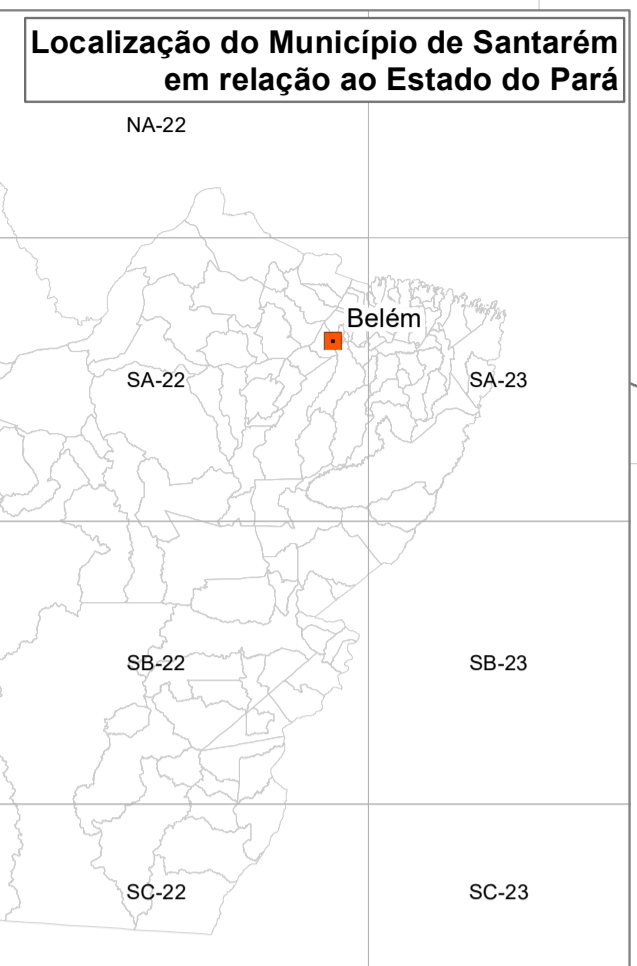 Localização do Município de Santarém
em relação ao Estado do Pará
NA-22
Belém
SA-22
SA-23
SB-22
SB-23
SC-22
SC-23